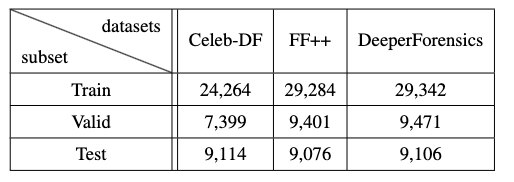 datasets
subset
Celeb-DF FF++ DeeperForensics
Train 24,264 29,284 29,342
Valid 7,399 9,401 9,471
Test 9,114 9,076 9,106